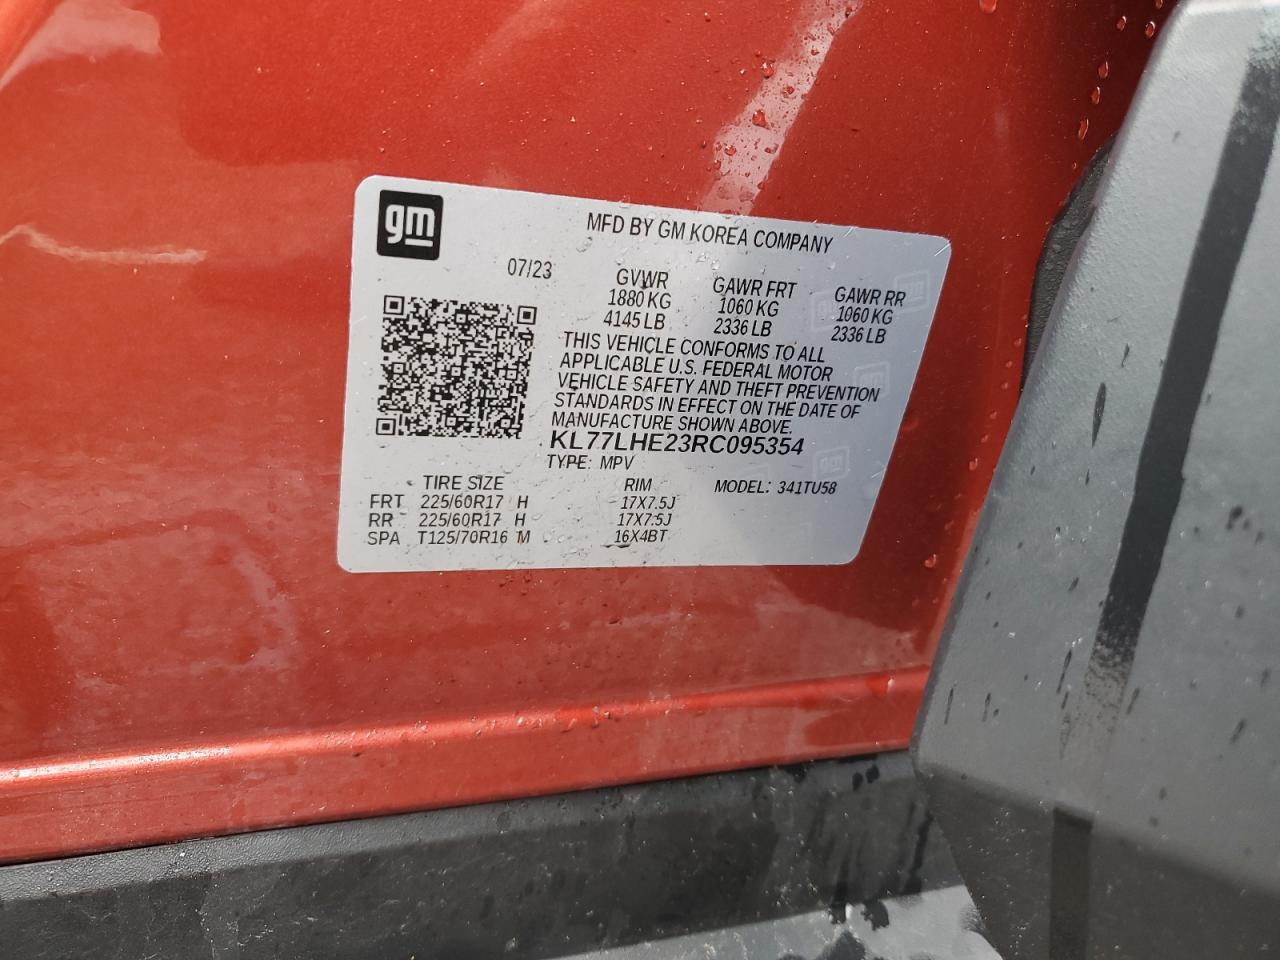 gm
MFD BY GM KOREA COMPANY
07/23
GVWR GAWR FRT GAWR RR
1880 KG 1060 KG 1060 KG
4145 LB 2336 LB 2336 LB
THIS VEHICLE CONFORMS TO ALL
APPLICABLE U.S. FEDERAL MOTOR
VEHICLE SAFETY AND THEFT PREVENTION
STANDARDS IN EFFECT ON THE DATE OF
MANUFACTURE SHOWN ABOVE.
KL77LHE23RC095354
TYPE: MPV
TIRE SIZE RIM MODEL: 341TU58
FRT 225/60R17 H 17X7.5J
RR 225/60R17 H 17X7.5J
SPA T125/70R16 M 16X4BT